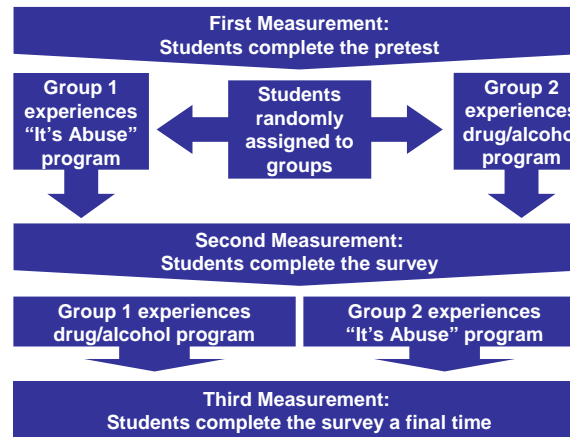 First Measurement:
Students complete the pretest
Group 1
experiences
“It’s Abuse”
program
Students
randomly
assigned to
groups
Group 2
experiences
drug/alcohol
program
Second Measurement:
Students complete the survey
Group 1 experiences
drug/alcohol program
Group 2 experiences
“It’s Abuse” program
Third Measurement:
Students complete the survey a final time